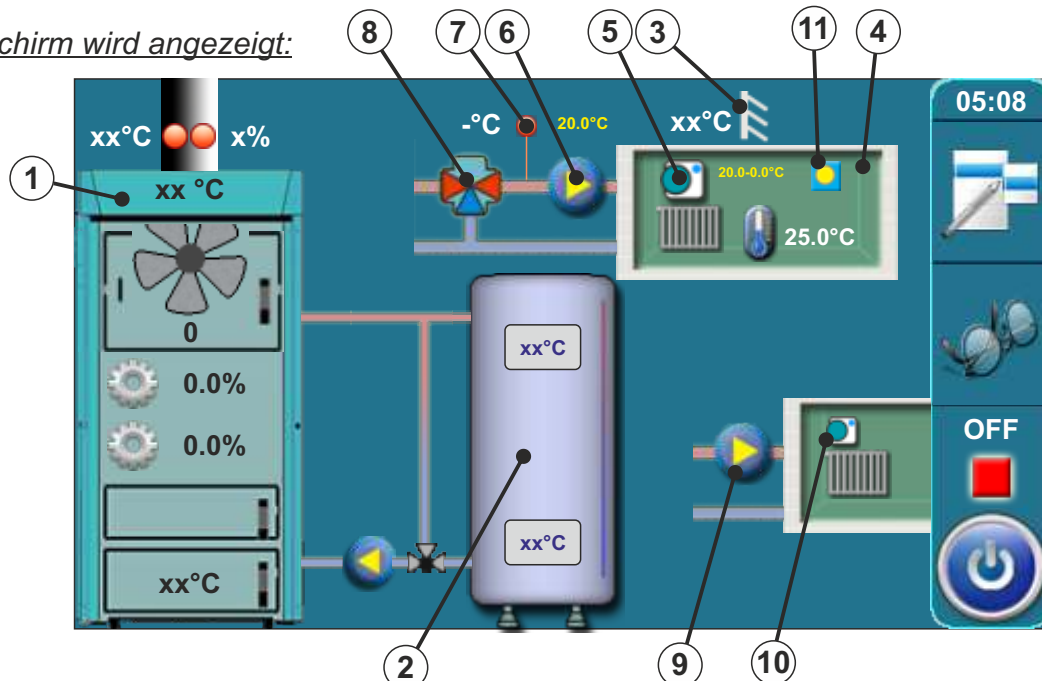 chirm wird angezeigt:
8 7 6 5 3 11 4
05:08
-°C 20.0°C xx°C
xx°C x%
1
xx °C
20.0-0.0°C
25.0°C
0
xx°C
0.0%
OFF
0.0%
xx°C
xx°C
2 9 10